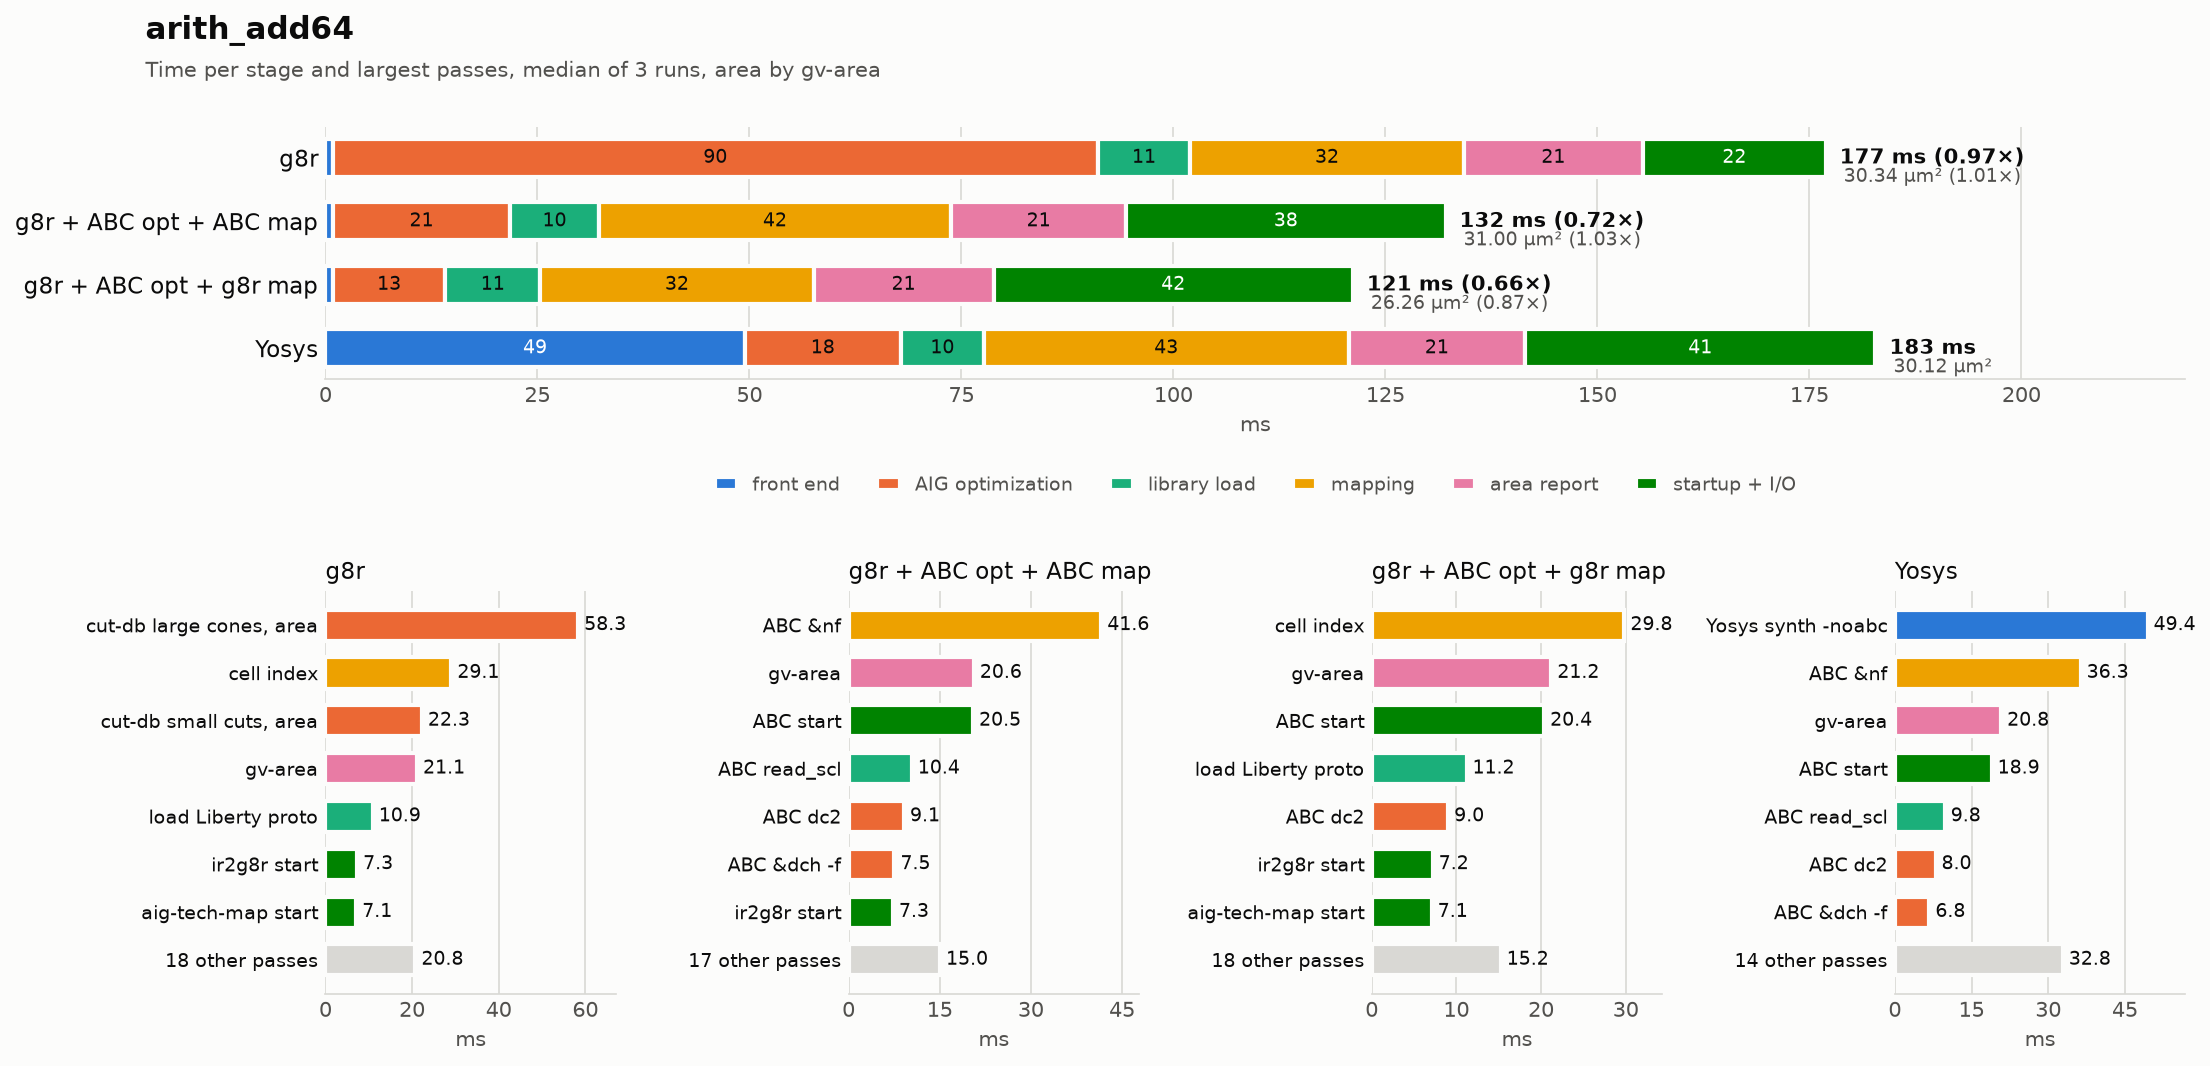 arith_add64
Time per stage and largest passes, median of 3 runs, area by gv-area
g8r 90 11 32 21 22 177 ms (0.97×)
30.34 µm² (1.01×)
g8r + ABC opt + ABC map 21 10 42 21 38 132 ms (0.72×)
31.00 µm² (1.03×)
g8r + ABC opt + g8r map 13 11 32 21 42 121 ms (0.66×)
26.26 µm² (0.87×)
Yosys 49 18 10 43 21 41 183 ms
30.12 µm²
0 25 50 75 100 125 150 175 200
ms
front end AIG optimization library load mapping area report startup + I/O
g8r
cut-db large cones, area 58.3
cell index 29.1
cut-db small cuts, area 22.3
gv-area 21.1
load Liberty proto 10.9
ir2g8r start 7.3
aig-tech-map start 7.1
18 other passes 20.8
0 20 40 60
ms
g8r + ABC opt + ABC map
ABC &nf 41.6
gv-area 20.6
ABC start 20.5
ABC read_scl 10.4
ABC dc2 9.1
ABC &dch -f 7.5
ir2g8r start 7.3
17 other passes 15.0
0 15 30 45
ms
g8r + ABC opt + g8r map
cell index 29.8
gv-area 21.2
ABC start 20.4
load Liberty proto 11.2
ABC dc2 9.0
ir2g8r start 7.2
aig-tech-map start 7.1
18 other passes 15.2
0 10 20 30
ms
Yosys
Yosys synth -noabc 49.4
ABC &nf 36.3
gv-area 20.8
ABC start 18.9
ABC read_scl 9.8
ABC dc2 8.0
ABC &dch -f 6.8
14 other passes 32.8
0 15 30 45
ms